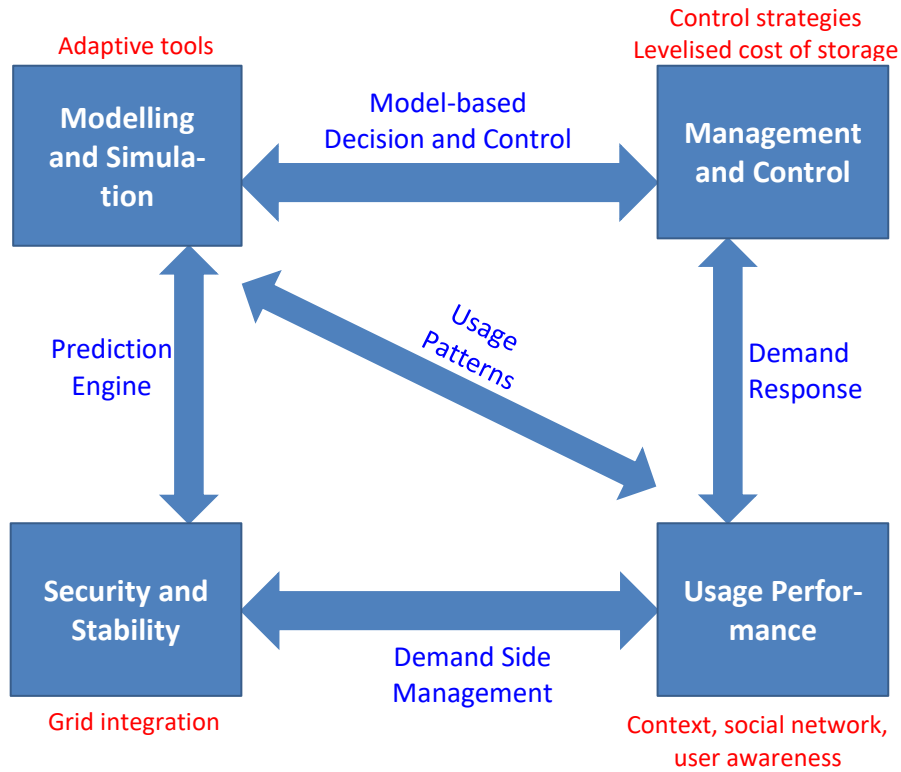 Adaptive tools
Control strategies
Levelised cost of storage
Modelling
and Simula-
tion
Model-based
Decision and Control
Management
and Control
Prediction
Engine
Usage
Patterns
Demand
Response
Security and
Stability
Demand Side
Management
Usage Perfor-
mance
Grid integration
Context, social network,
user awareness